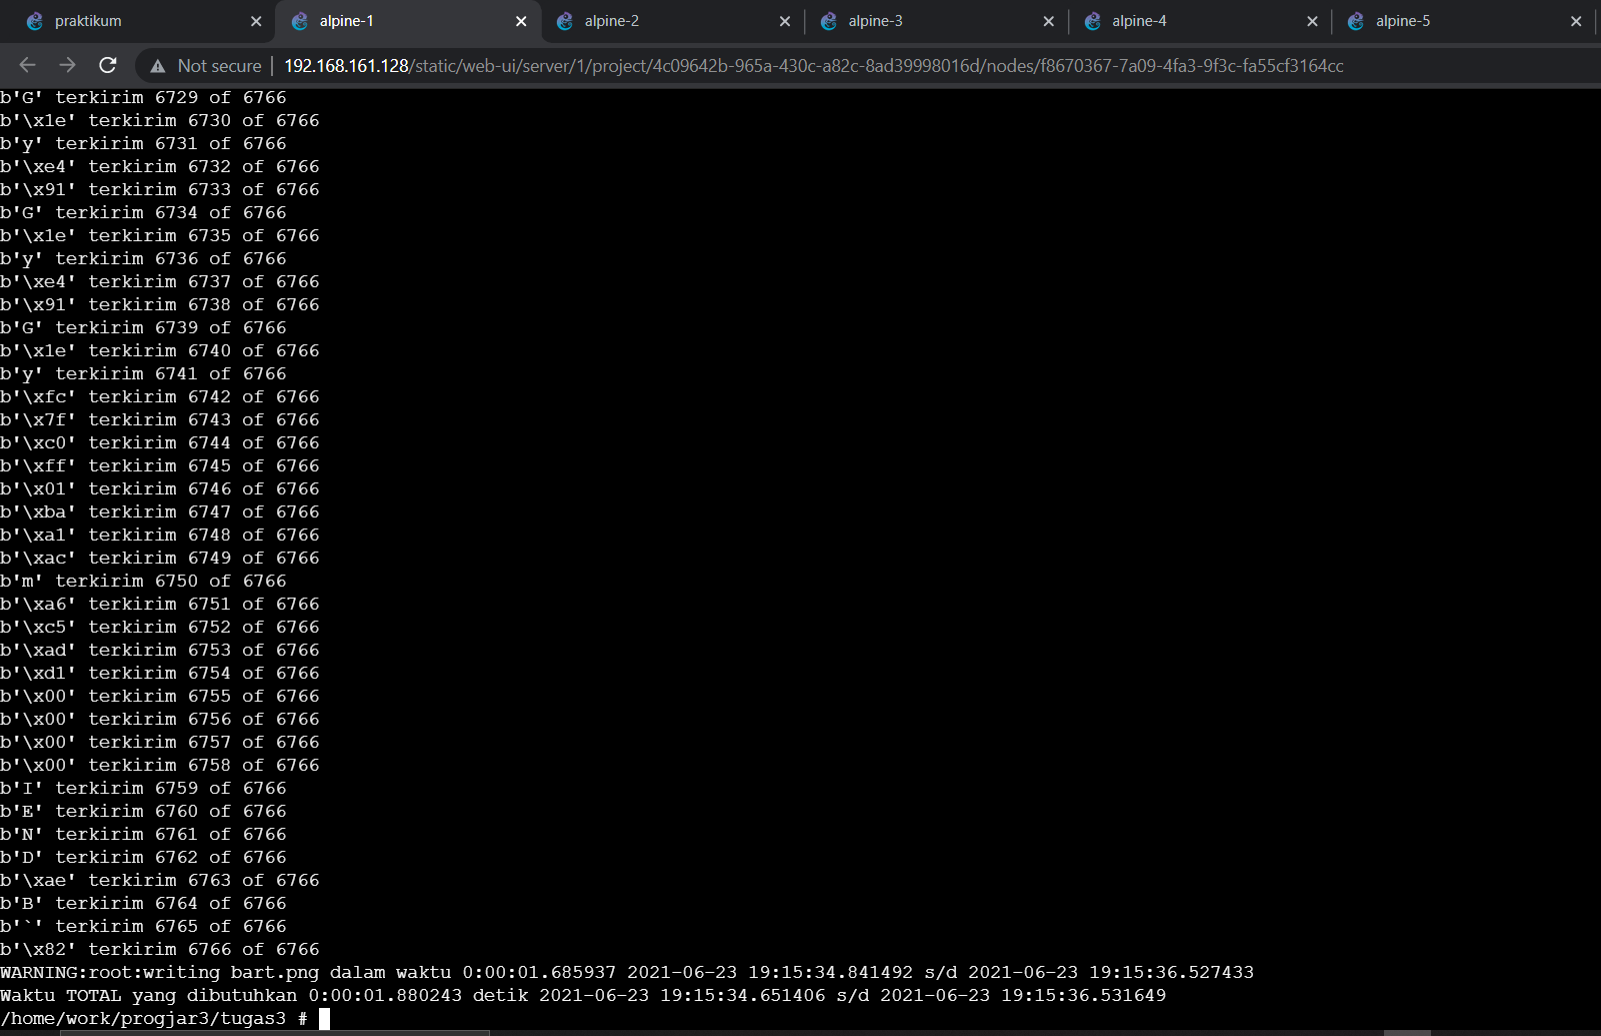 praktikum
alpine-1
alpine-2
alpine-3
alpine-4
alpine-5
Not secure
192.168.161.128/static/web-ui/server/1/project/4c09642b-965a-430c-a82c-8ad39998016d/nodes/f8670367-7a09-4fa3-9f3c-fa55cf3164cc
b'G' terkirim 6729 of 6766
b'\x1e' terkirim 6730 of 6766
b'y' terkirim 6731 of 6766
b'\xe4' terkirim 6732 of 6766
b'\x91' terkirim 6733 of 6766
b'G' terkirim 6734 of 6766
b'\x1e' terkirim 6735 of 6766
b'y' terkirim 6736 of 6766
b'\xe4' terkirim 6737 of 6766
b'\x91' terkirim 6738 of 6766
b'G' terkirim 6739 of 6766
b'\x1e' terkirim 6740 of 6766
b'y' terkirim 6741 of 6766
b'\xfc' terkirim 6742 of 6766
b'\x7f' terkirim 6743 of 6766
b'\xc0' terkirim 6744 of 6766
b'\xff' terkirim 6745 of 6766
b'\x01' terkirim 6746 of 6766
b'\xba' terkirim 6747 of 6766
b'\xa1' terkirim 6748 of 6766
b'\xac' terkirim 6749 of 6766
b'm' terkirim 6750 of 6766
b'\xa6' terkirim 6751 of 6766
b'\xc5' terkirim 6752 of 6766
b'\xad' terkirim 6753 of 6766
b'\xd1' terkirim 6754 of 6766
b'\x00' terkirim 6755 of 6766
b'\x00' terkirim 6756 of 6766
b'\x00' terkirim 6757 of 6766
b'\x00' terkirim 6758 of 6766
b'I' terkirim 6759 of 6766
b'E' terkirim 6760 of 6766
b'N' terkirim 6761 of 6766
b'D' terkirim 6762 of 6766
b'\xae' terkirim 6763 of 6766
b'B' terkirim 6764 of 6766
b'`' terkirim 6765 of 6766
b'\x82' terkirim 6766 of 6766
WARNING:root:writing bart.png dalam waktu 0:00:01.685937 2021-06-23 19:15:34.841492 s/d 2021-06-23 19:15:36.527433
Waktu TOTAL yang dibutuhkan 0:00:01.880243 detik 2021-06-23 19:15:34.651406 s/d 2021-06-23 19:15:36.531649
/home/work/progjar3/tugas3 #